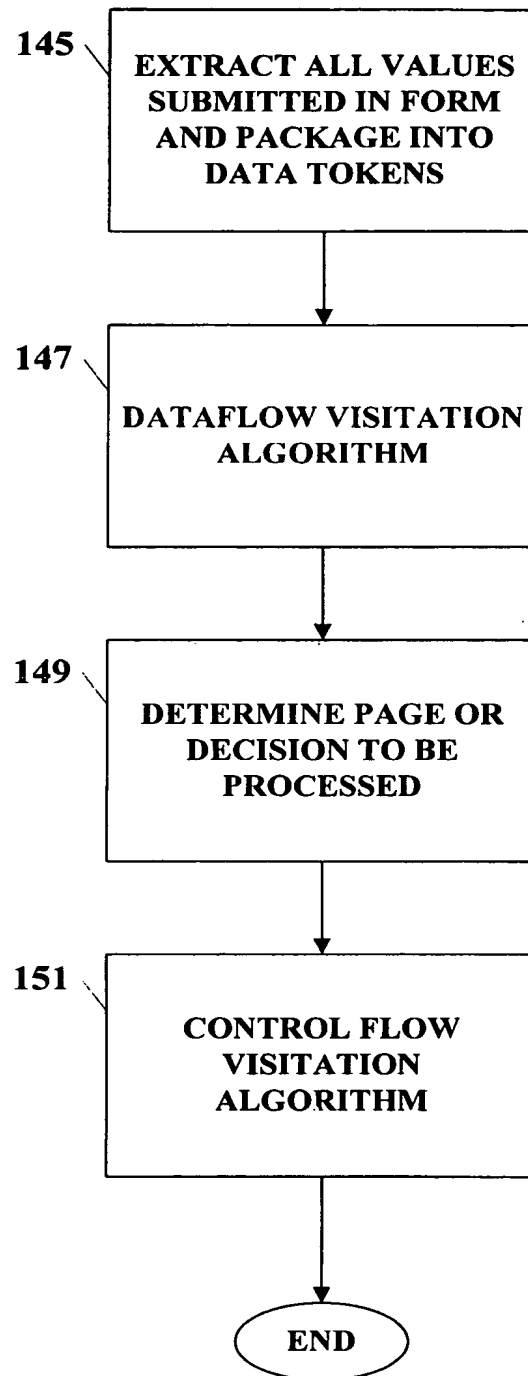 145
EXTRACT ALL VALUES
SUBMITTED IN FORM
AND PACKAGE INTO
DATA TOKENS
147
DATAFLOW VISITATION
ALGORITHM
149
DETERMINE PAGE OR
DECISION TO BE
PROCESSED
151
CONTROL FLOW
VISITATION
ALGORITHM
END